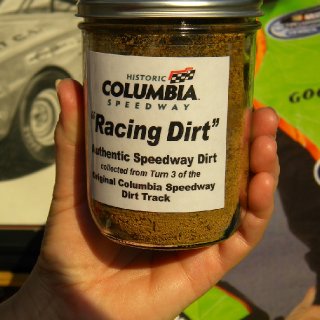 HISTORIC
COLUMBIA
SPEEDWAY
"Racing Dirt"
Authentic Speedway Dirt
collected from Turn 3 of the
Original Columbia Speedway
Dirt Track
GO